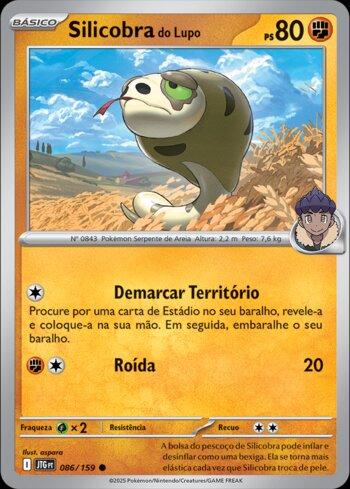 BÁSICO
Silicobra do Lupo
PS 80
Nº 0843 Pokémon Serpente de Areia Altura: 2,2 m Peso: 7,6 kg
Demarcar Território
Procure por uma carta de Estádio no seu baralho, revele-a
e coloque-a na sua mão. Em seguida, embaralhe o seu
baralho.
Roída 20
Fraqueza × 2 Resistência Recuo
Ilust. aspara
I JTG PT 086/159
A bolsa do pescoço de Silicobra pode inflar e
desinflar como uma bexiga. Ela se torna mais
elástica cada vez que Silicobra troca de pele.
©2025 Pokémon/Nintendo/Creatures/GAME FREAK